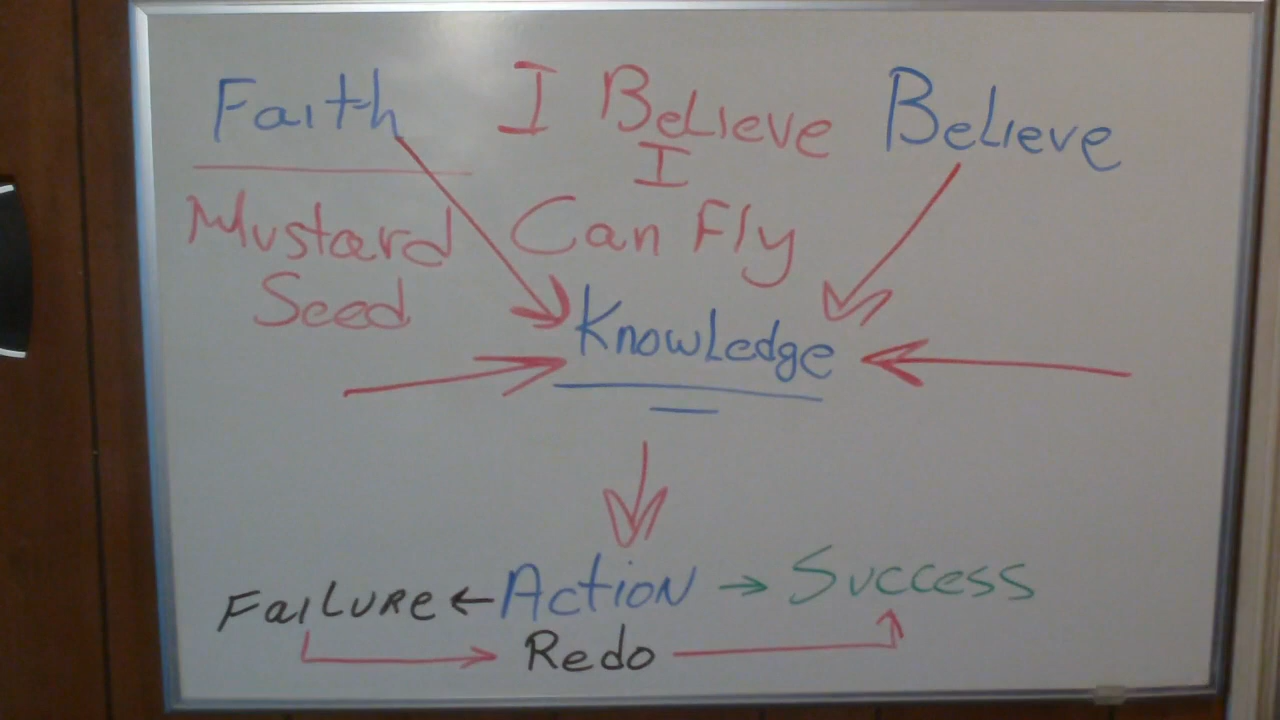 Faith I Believe Believe
I
Mustard Can Fly
Seed
Knowledge
Failure ← Action → Success
Redo